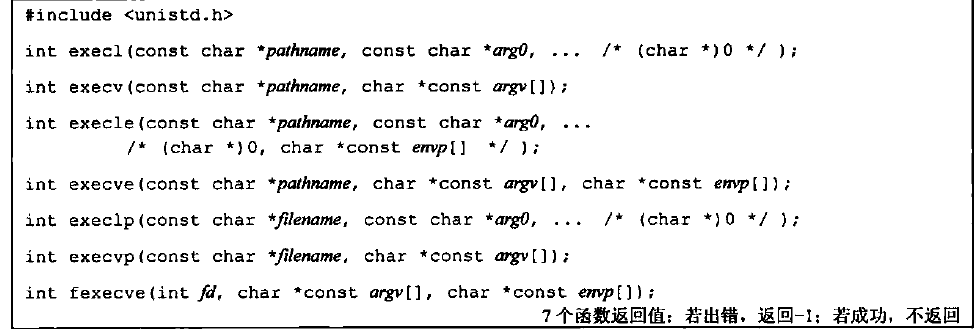 #include <unistd.h>
int execl(const char *pathname, const char *arg0, ... /* (char *)0 */ );
int execv(const char *pathname, char *const argv[]);
int execle(const char *pathname, const char *arg0, ...
/* (char *)0, char *const envp[] */ );
int execve(const char *pathname, char *const argv[], char *const envp[]);
int execlp(const char *filename, const char *arg0, ... /* (char *)0 */ );
int execvp(const char *filename, char *const argv[]);
int fexecve(int fd, char *const argv[], char *const envp[]);
7个函数返回值：若出错，返回-1；若成功，不返回